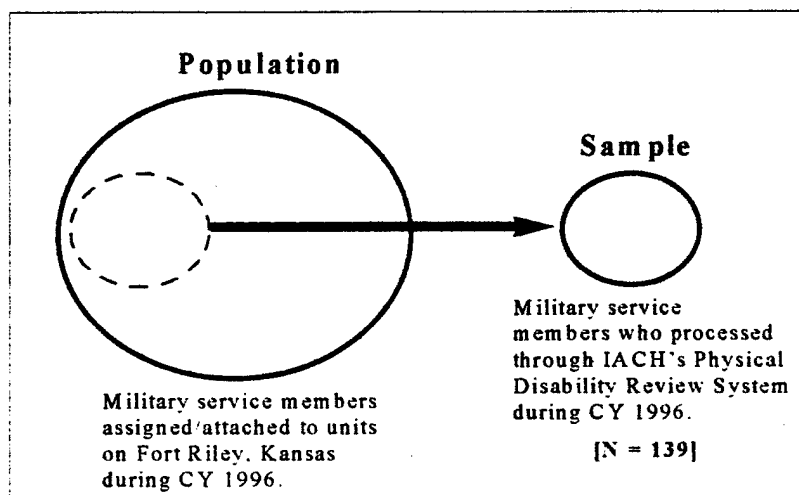 Population
Sample
Military service
members who processed
through IACH's Physical
Disability Review System
during CY 1996.
[N = 139]
Military service members
assigned/attached to units
on Fort Riley, Kansas
during CY 1996.